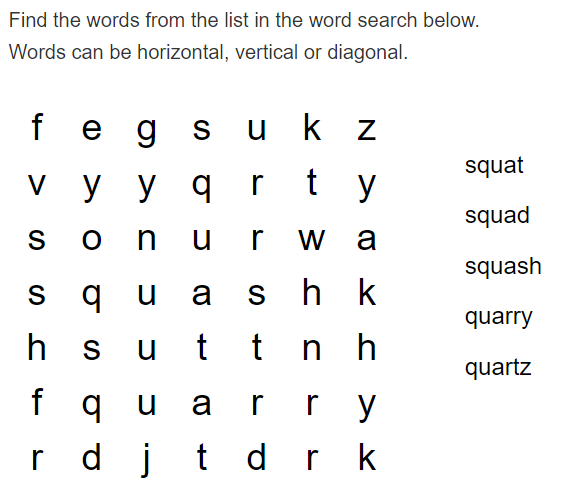 Find the words from the list in the word search below.
Words can be horizontal, vertical or diagonal.
f e g s u k z
v y y q r t y
s o n u r w a
s q u a s h k
h s u t t n h
f q u a r r y
r d j t d r k
squat
squad
squash
quarry
quartz